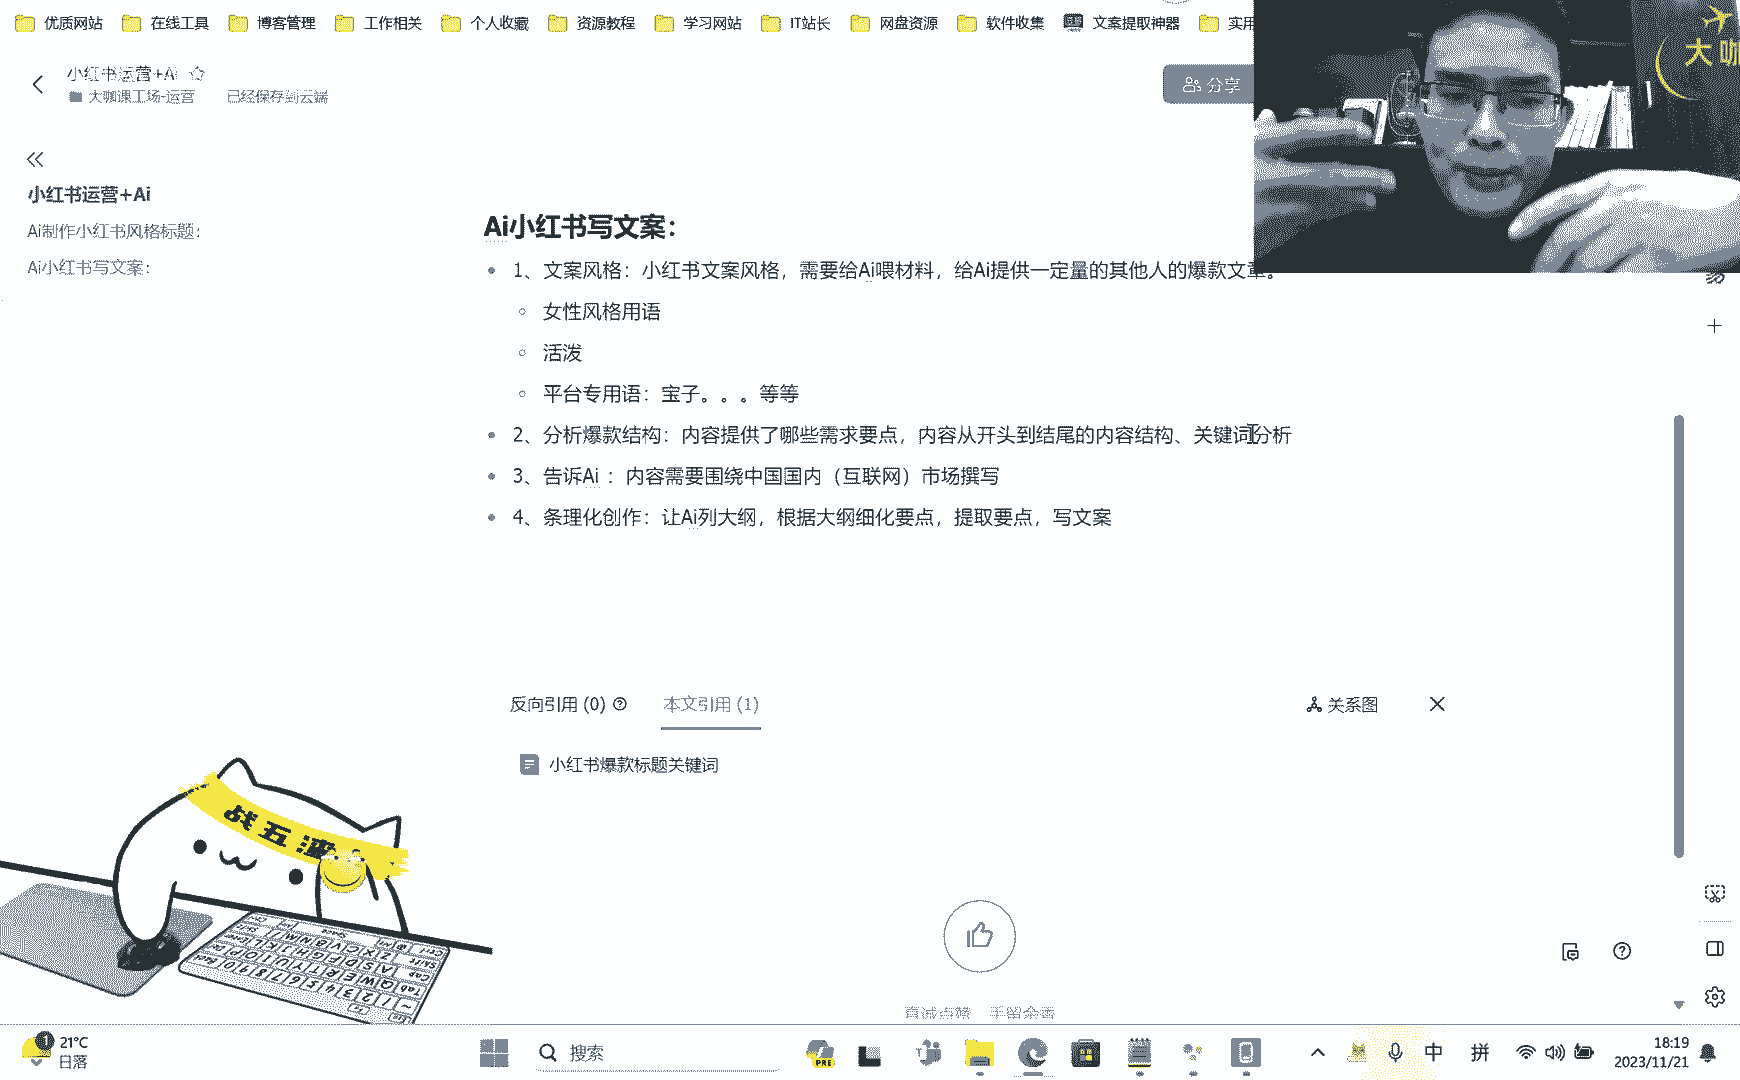 优质网站 在线工具 博客管理 工作相关 个人收藏 资源教程 学习网站 IT站长 网盘资源 软件收集 文案提取神器 实用
大咖
小红书运营+Ai
大咖课工场-运营 已经保存到云端
分享
小红书运营+Ai
Ai制作小红书风格标题：
Ai小红书写文案：
Ai小红书写文案：
1、文案风格：小红书文案风格，需要给Ai喂材料，给Ai提供一定量的其他人的爆款文章。
女性风格用语
活泼
平台专用语：宝子。。。等等
2、分析爆款结构：内容提供了哪些需求要点，内容从开头到结尾的内容结构、关键词分析
3、告诉Ai ：内容需要围绕中国国内（互联网）市场撰写
4、条理化创作：让Ai列大纲，根据大纲细化要点，提取要点，写文案
反向引用 (0) 本文引用 (1) 关系图
小红书爆款标题关键词
战五渣
真诚点赞 手留余香
1 21°C
日落
搜索
PRE
中 拼
18:19
2023/11/21